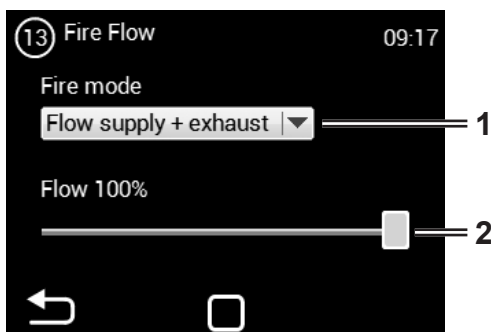 13 Fire Flow 09:17
Fire mode
Flow supply + exhaust 1
Flow 100%
2